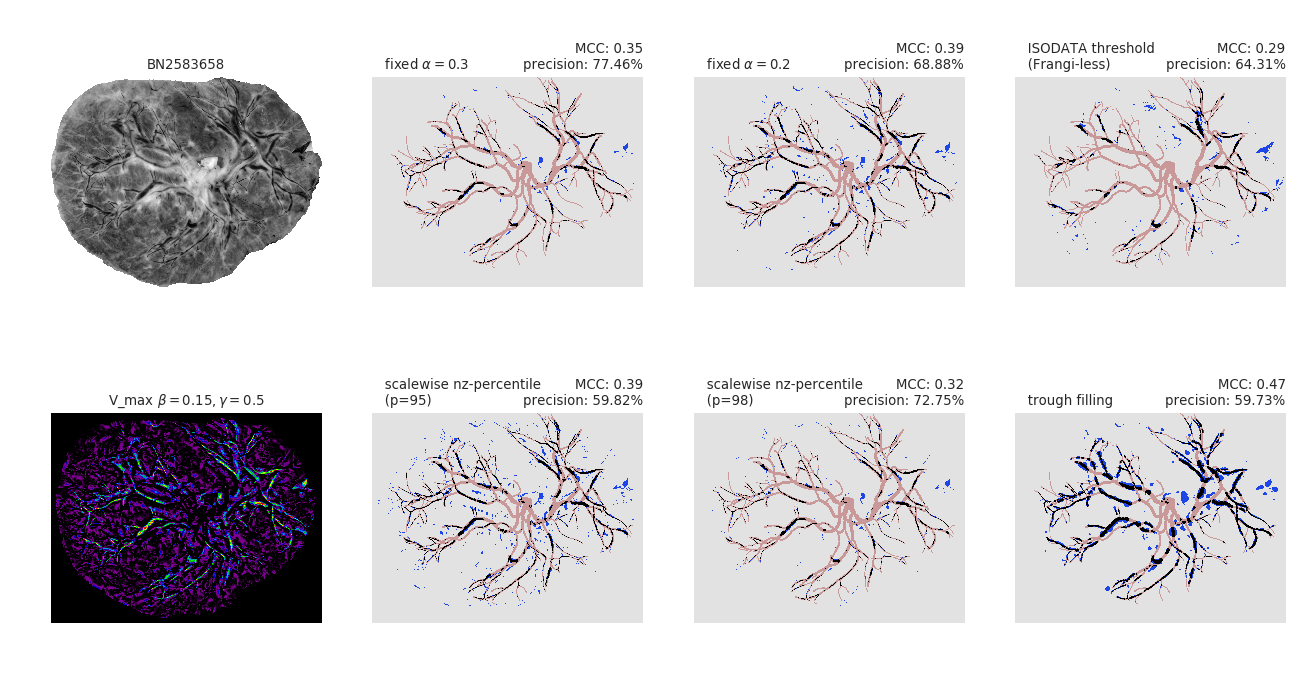 BN2583658
fixed α = 0.3
MCC: 0.35
precision: 77.46%
fixed α = 0.2
MCC: 0.39
precision: 68.88%
ISODATA threshold
(Frangi-less)
MCC: 0.29
precision: 64.31%
V_max β = 0.15, γ = 0.5
scalewise nz-percentile
(p=95)
MCC: 0.39
precision: 59.82%
scalewise nz-percentile
(p=98)
MCC: 0.32
precision: 72.75%
trough filling
MCC: 0.47
precision: 59.73%